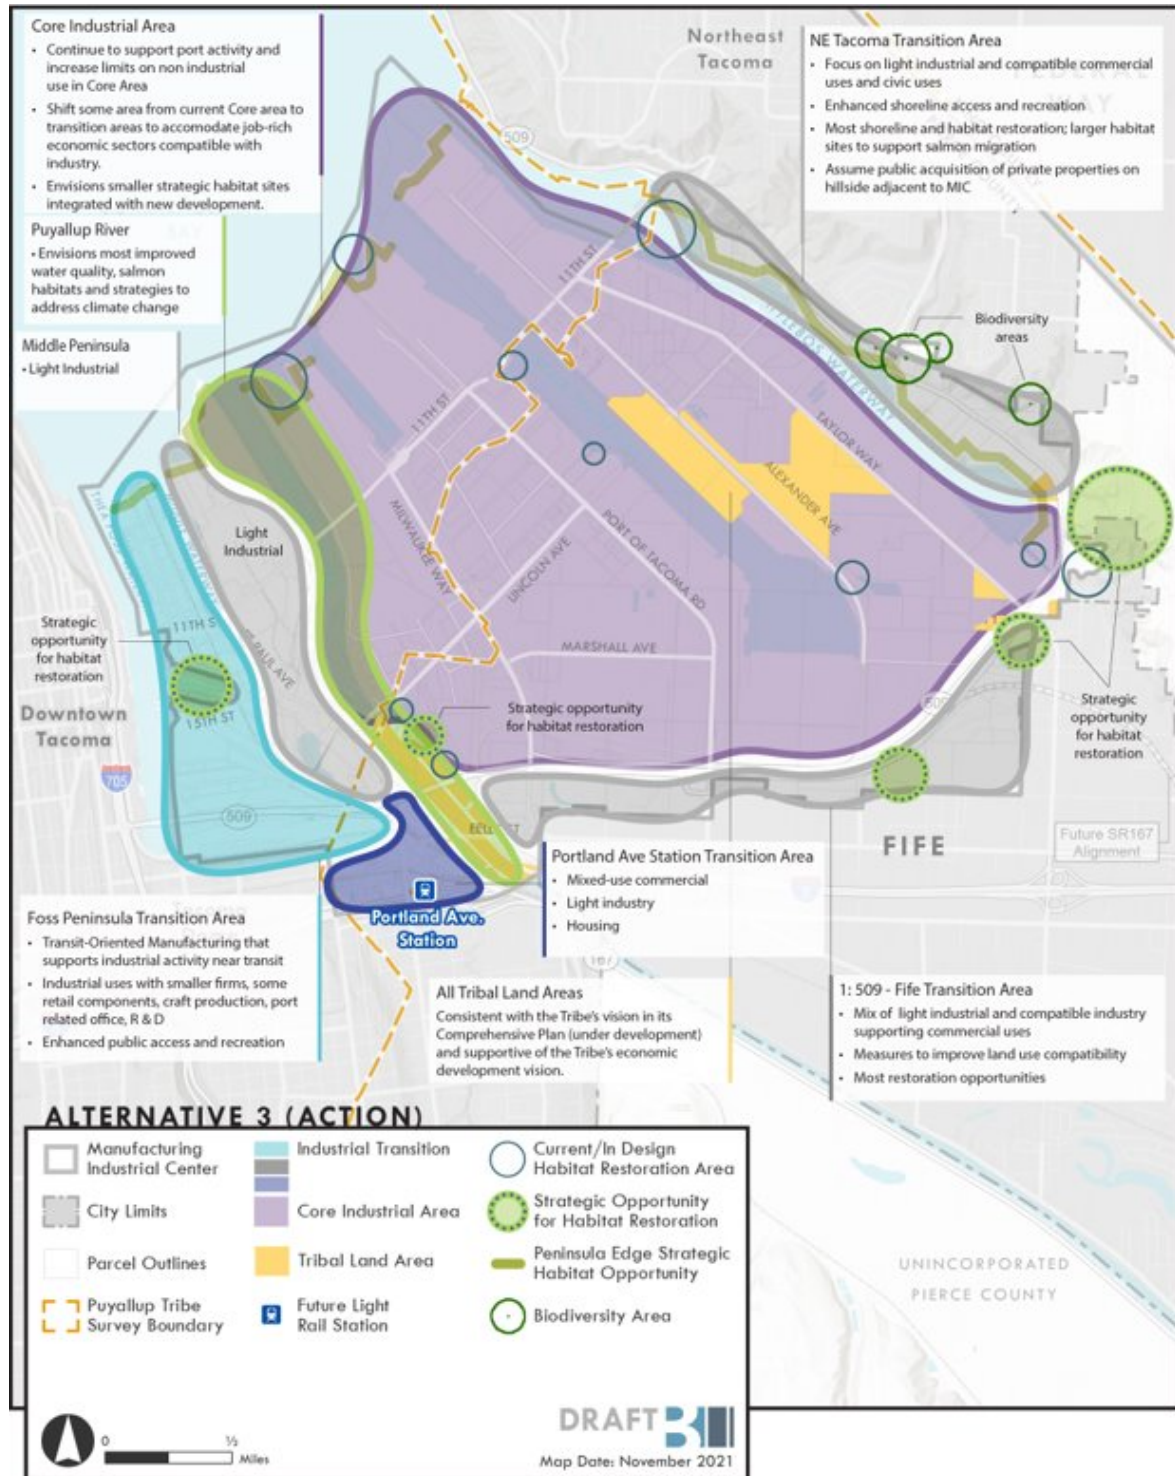 Core Industrial Area
• Continue to support port activity and
increase limits on non industrial
use in Core Area
• Shift some area from current Core area to
transition areas to accomodate job-rich
economic sectors compatible with
industry.
• Envisions smaller strategic habitat sites
integrated with new development.
Puyallup River
• Envisions most improved
water quality, salmon
habitats and strategies to
address climate change
Middle Peninsula
• Light Industrial
Northeast
Tacoma
NE Tacoma Transition Area
• Focus on light industrial and compatible commercial
uses and civic uses
• Enhanced shoreline access and recreation
• Most shoreline and habitat restoration; larger habitat
sites to support salmon migration
• Assume public acquisition of private properties on
hillside adjacent to MIC
WAY
509
11TH ST
Biodiversity
areas
WATERWAY
TAYLOR WAY
ALEXANDER AVE
11TH ST
MILWAUKEE WAY
LINCOLN AVE
PORT OF TACOMA RD
MARSHALL AVE
Light
Industrial
ST PAUL AVE
11TH S
15TH ST
Strategic
opportunity
for habitat
restoration
Downtown
Tacoma
705
509
Strategic opportunity
for habitat restoration
509
Strategic
opportunity
for habitat
restoration
FIFE
Future SR167
Alignment
Portland Ave.
Station
167
Portland Ave Station Transition Area
• Mixed-use commercial
• Light industry
• Housing
Foss Peninsula Transition Area
• Transit-Oriented Manufacturing that
supports industrial activity near transit
• Industrial uses with smaller firms, some
retail components, craft production, port
related office, R & D
• Enhanced public access and recreation
All Tribal Land Areas
Consistent with the Tribe's vision in its
Comprehensive Plan (under development)
and supportive of the Tribe's economic
development vision.
1: 509 - Fife Transition Area
• Mix of light industrial and compatible industry
supporting commercial uses
• Measures to improve land use compatibility
• Most restoration opportunities
UNINCORPORATED
PIERCE COUNTY
ALTERNATIVE 3 (ACTION)
Manufacturing
Industrial Center
City Limits
Parcel Outlines
Puyallup Tribe
Survey Boundary
Industrial Transition
Core Industrial Area
Tribal Land Area
Future Light
Rail Station
Current/In Design
Habitat Restoration Area
Strategic Opportunity
for Habitat Restoration
Peninsula Edge Strategic
Habitat Opportunity
Biodiversity Area
0 ½
Miles
DRAFT
Map Date: November 2021